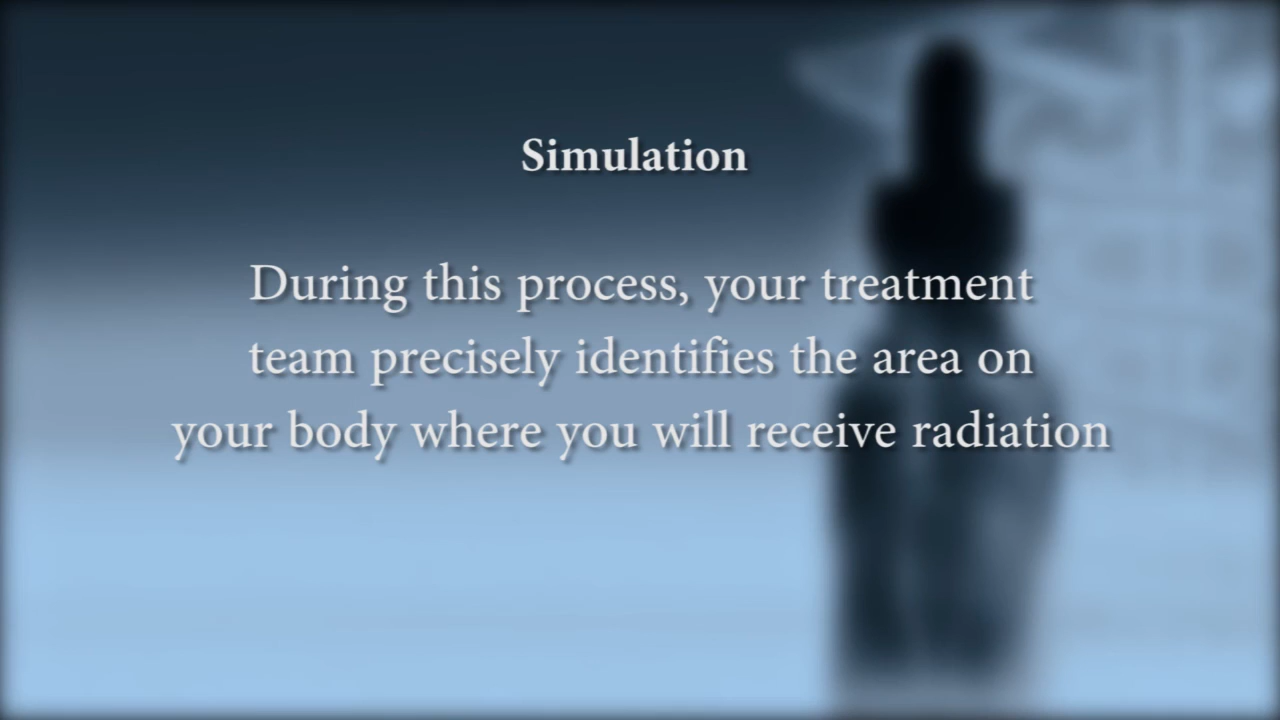 Simulation
During this process, your treatment
team precisely identifies the area on
your body where you will receive radiation